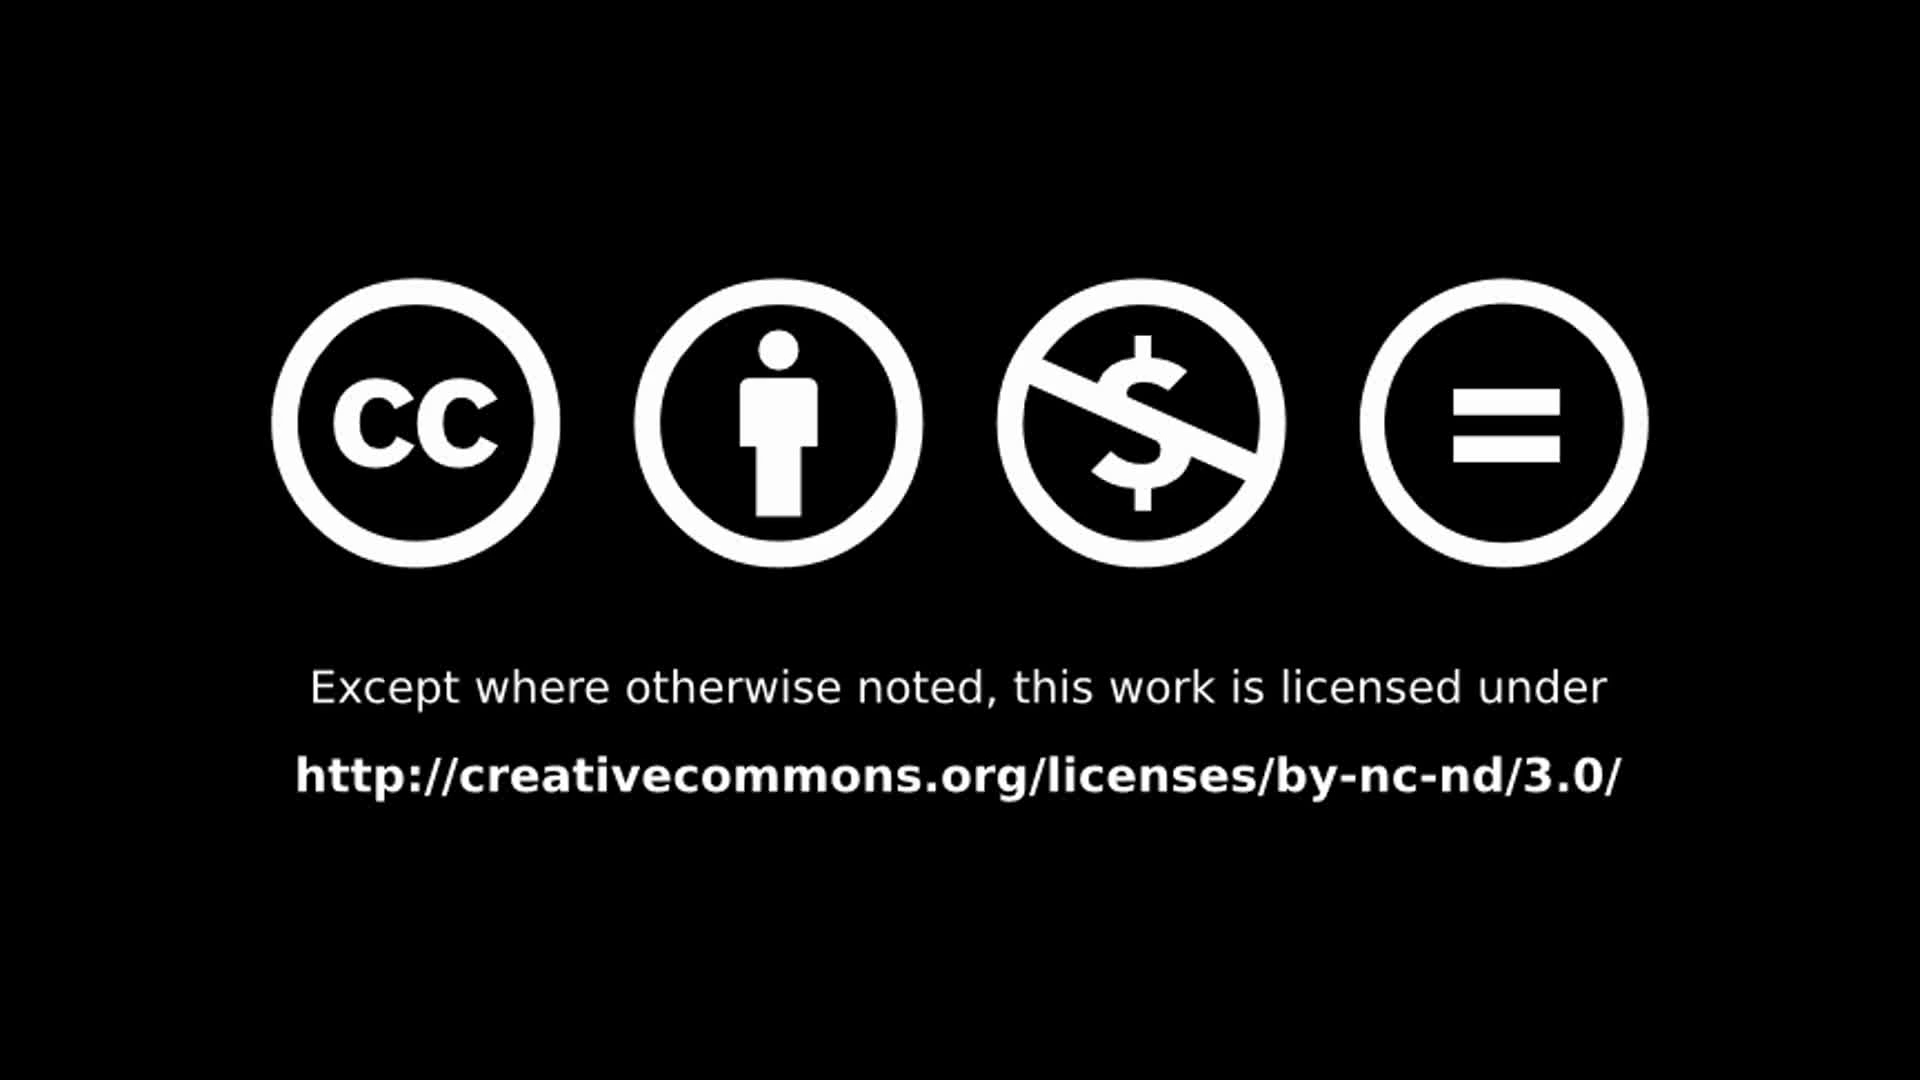 cc
$
=
Except where otherwise noted, this work is licensed under
http://creativecommons.org/licenses/by-nc-nd/3.0/